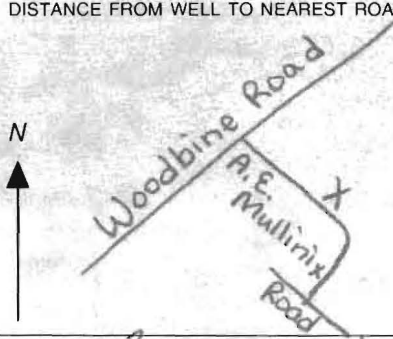 DISTANCE FROM WELL TO NEAREST ROA
N
Woodbine Road
X
A.E.
Mullinix
Road